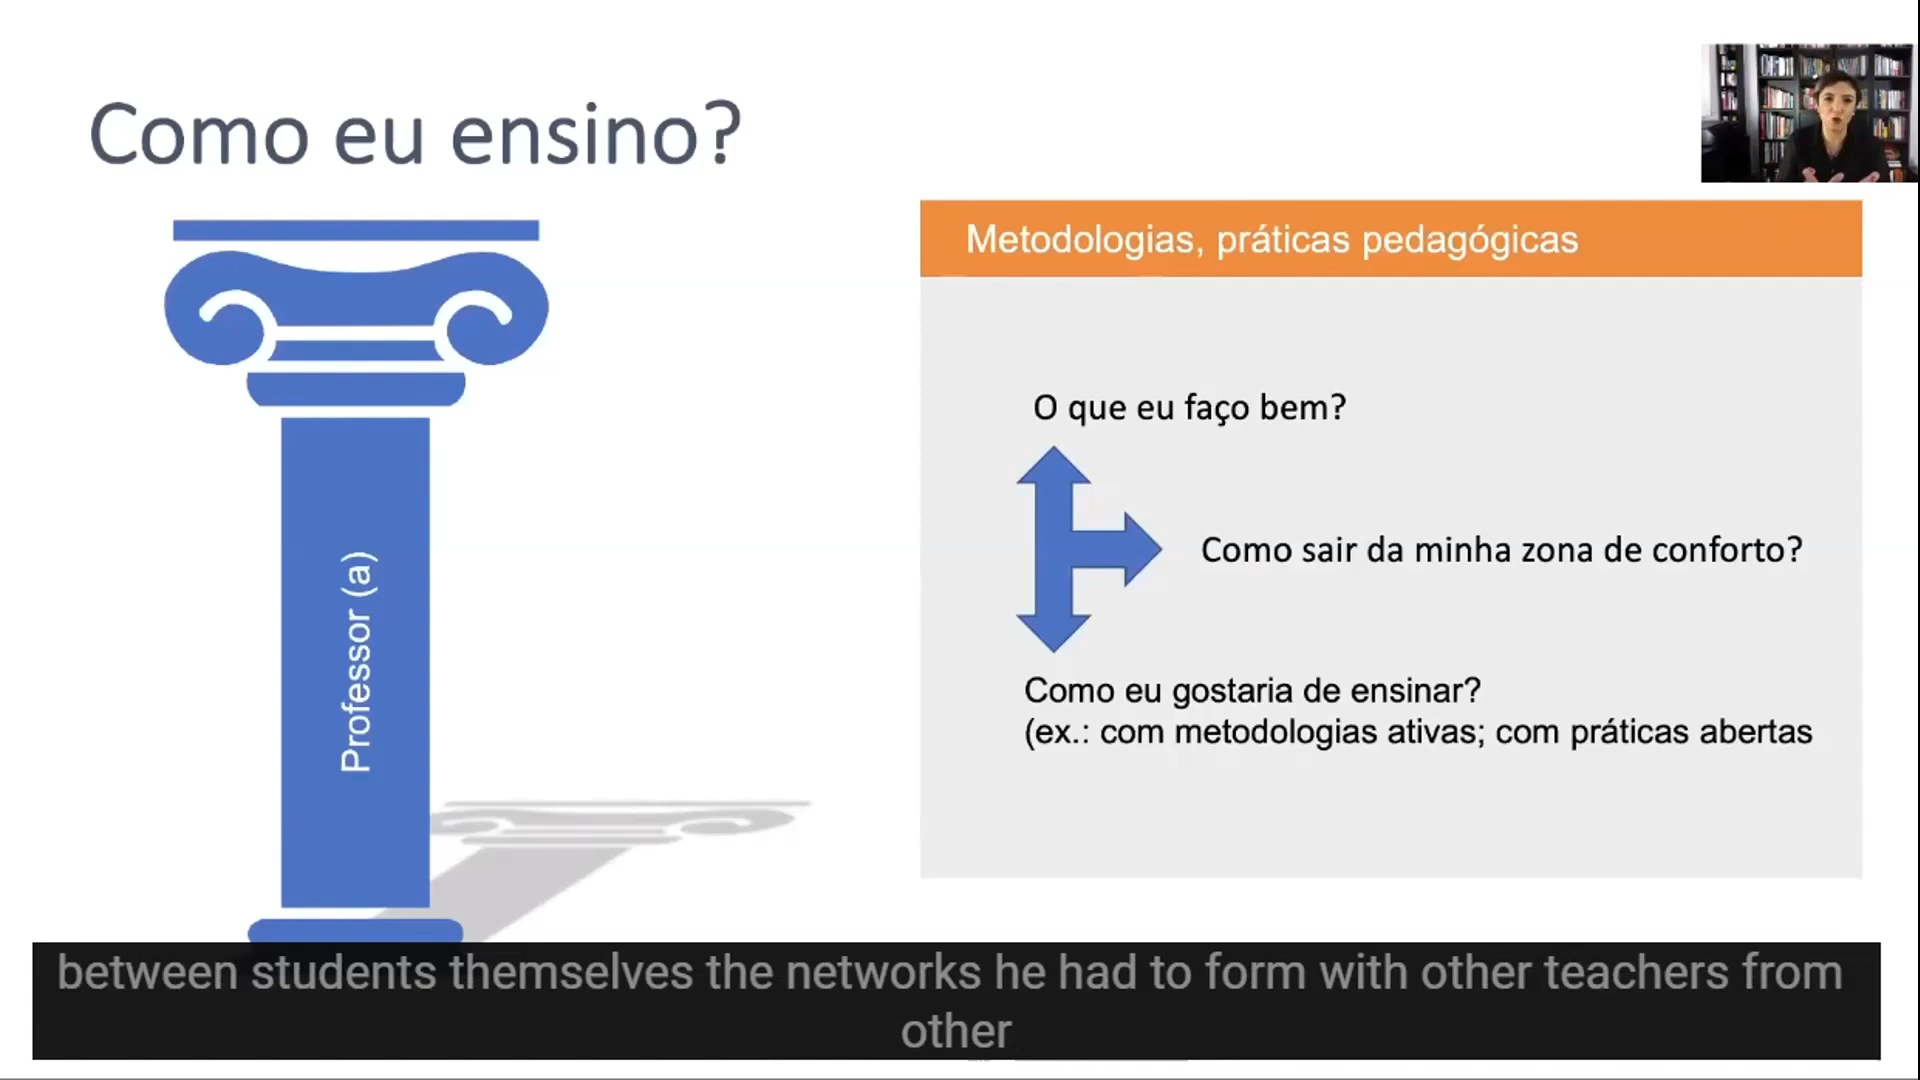 Como eu ensino?
Professor (a)
Metodologias, práticas pedagógicas
O que eu faço bem?
Como sair da minha zona de conforto?
Como eu gostaria de ensinar?
(ex.: com metodologias ativas; com práticas abertas
between students themselves the networks he had to form with other teachers from
other